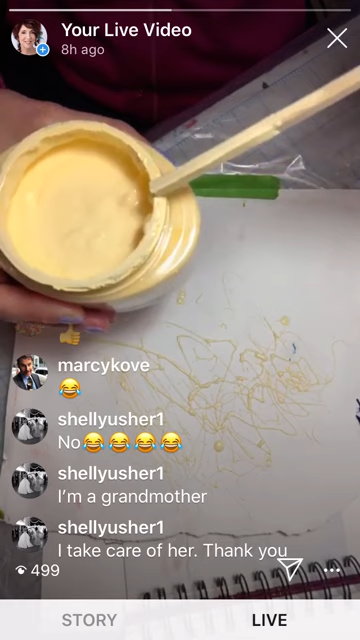 Your Live Video
8h ago
marcykove
😂
shellyusher1
No😂😂😂😂
shellyusher1
I'm a grandmother
shellyusher1
I take care of her. Thank you
499
STORY
LIVE